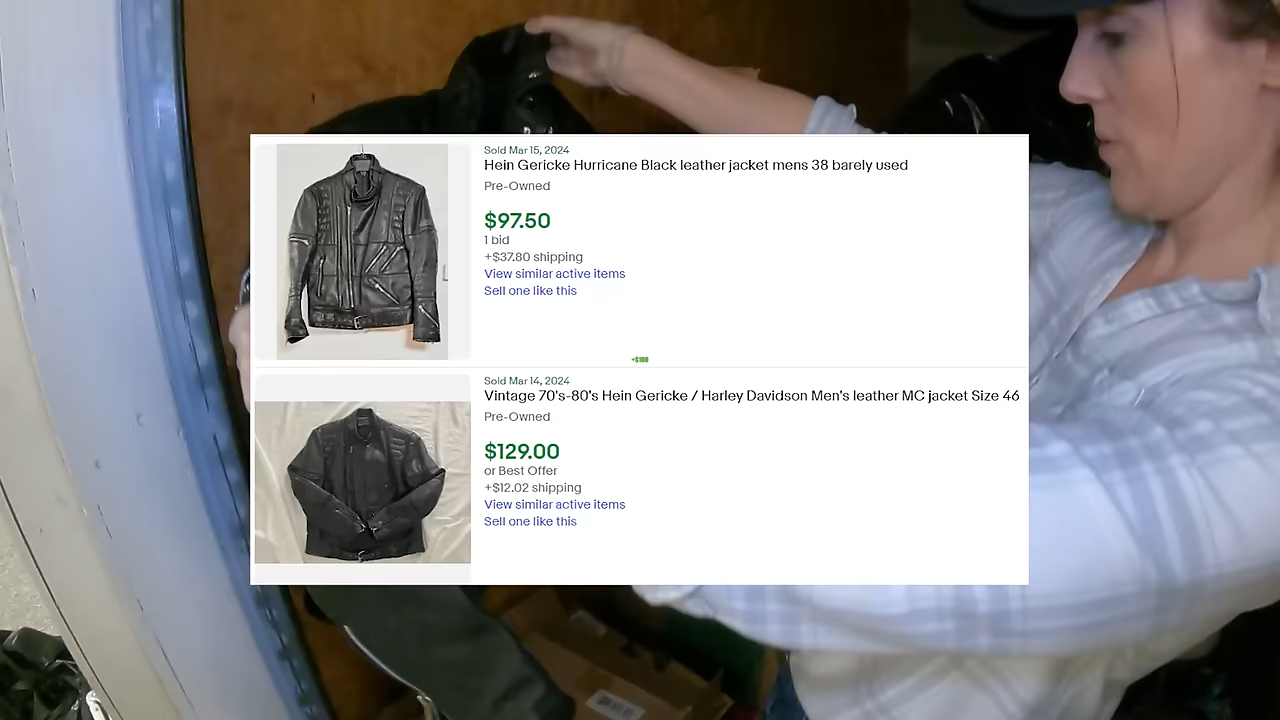 Sold Mar 15, 2024
Hein Gericke Hurricane Black leather jacket mens 38 barely used
Pre-Owned
$97.50
1 bid
+$37.80 shipping
View similar active items
Sell one like this
+$100
Sold Mar 14, 2024
Vintage 70's-80's Hein Gericke / Harley Davidson Men's leather MC jacket Size 46
Pre-Owned
$129.00
or Best Offer
+$12.02 shipping
View similar active items
Sell one like this